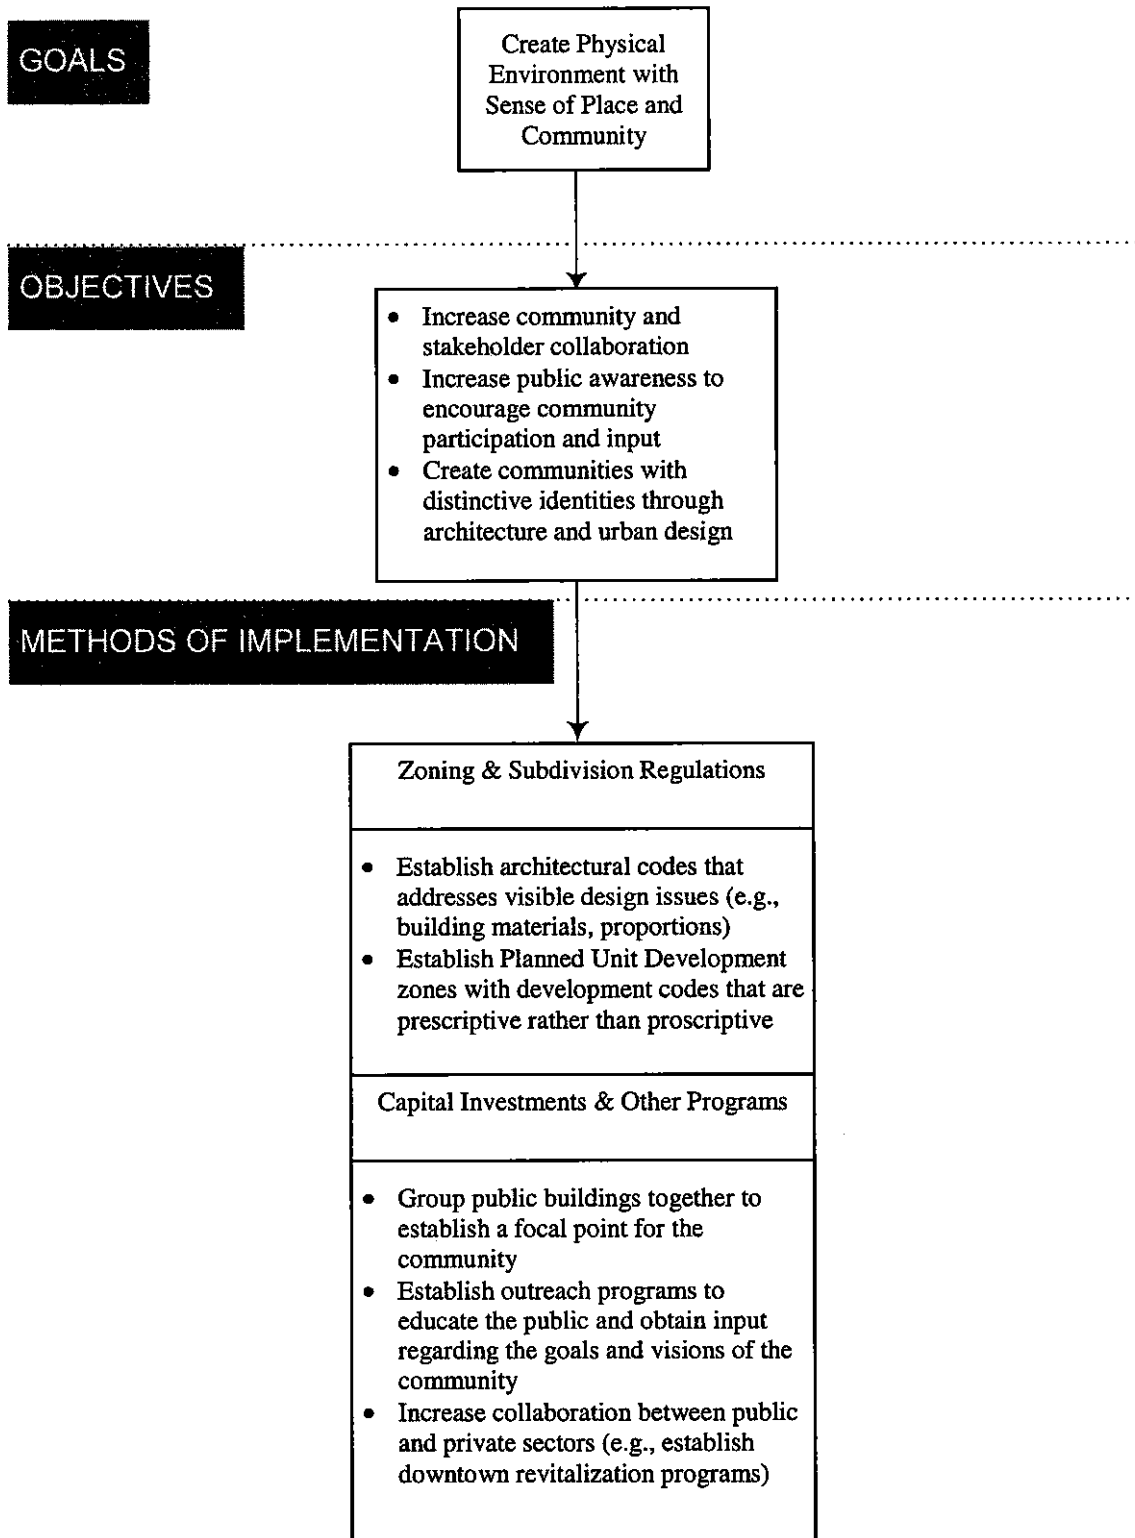 GOALS
Create Physical
Environment with
Sense of Place and
Community
OBJECTIVES
• Increase community and
stakeholder collaboration
• Increase public awareness to
encourage community
participation and input
• Create communities with
distinctive identities through
architecture and urban design
METHODS OF IMPLEMENTATION
Zoning & Subdivision Regulations
• Establish architectural codes that
addresses visible design issues (e.g.,
building materials, proportions)
• Establish Planned Unit Development
zones with development codes that are
prescriptive rather than proscriptive
Capital Investments & Other Programs
• Group public buildings together to
establish a focal point for the
community
• Establish outreach programs to
educate the public and obtain input
regarding the goals and visions of the
community
• Increase collaboration between public
and private sectors (e.g., establish
downtown revitalization programs)